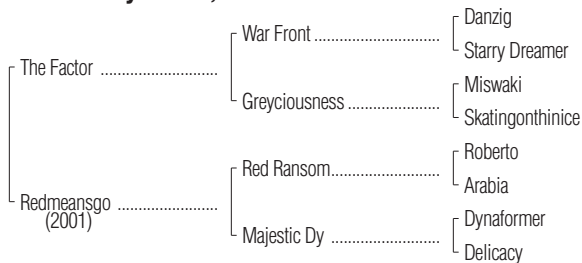 Danzig
War Front
Starry Dreamer
The Factor
Miswaki
Greyciousness
Skatingonthinice
Roberto
Red Ransom
Arabia
Redmeansgo
(2001)
Dynaformer
Majestic Dy
Delicacy